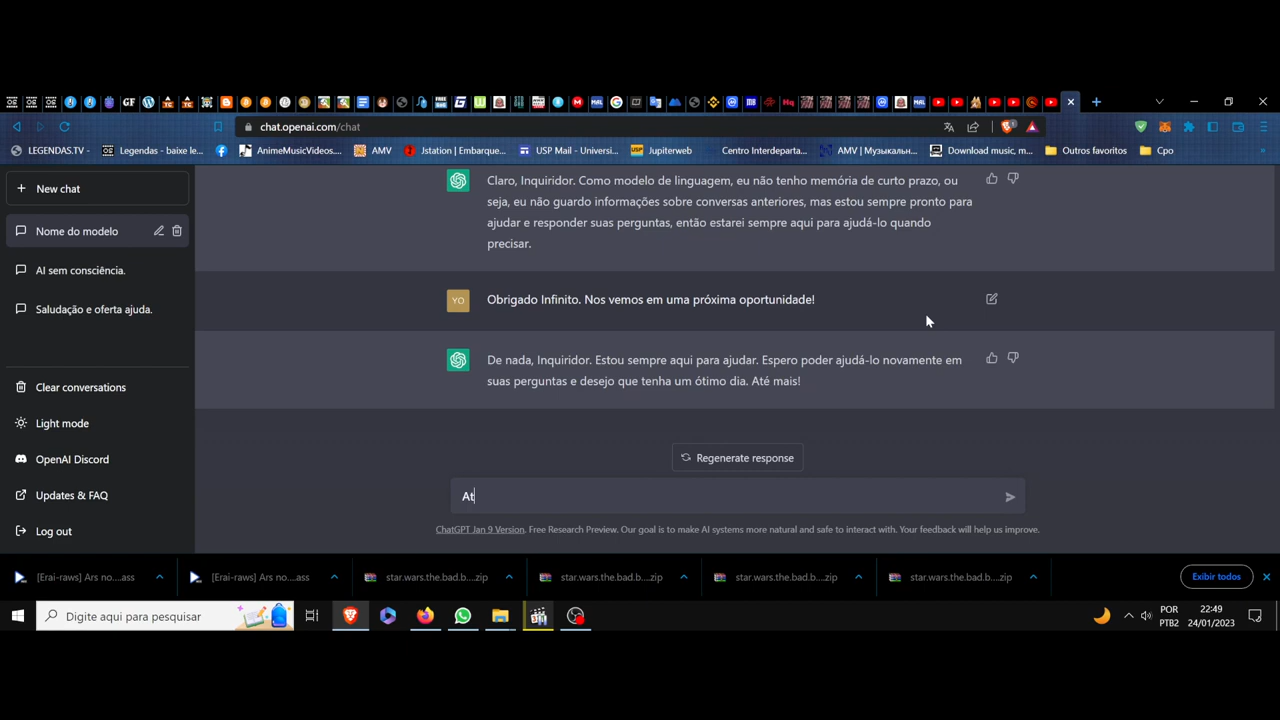 GF
chat.openai.com/chat
LEGENDAS.TV -
Legendas - baixe le...
AnimeMusicVideos....
AMV
Jstation | Embarque...
USP Mail - Universi...
Jupiterweb
Centro Interdeparta...
AMV | Музыкальн...
Download music, m...
Outros favoritos
Cpo
New chat
Nome do modelo
AI sem consciência.
Saludação e oferta ajuda.
Clear conversations
Light mode
OpenAI Discord
Updates & FAQ
Log out
Claro, Inquiridor. Como modelo de linguagem, eu não tenho memória de curto prazo, ou
seja, eu não guardo informações sobre conversas anteriores, mas estou sempre pronto para
ajudar e responder suas perguntas, então estarei sempre aqui para ajudá-lo quando
precisar.
YO
Obrigado Infinito. Nos vemos em uma próxima oportunidade!
De nada, Inquiridor. Estou sempre aqui para ajudar. Espero poder ajudá-lo novamente em
suas perguntas e desejo que tenha um ótimo dia. Até mais!
Regenerate response
At
ChatGPT Jan 9 Version. Free Research Preview. Our goal is to make AI systems more natural and safe to interact with. Your feedback will help us improve.
[Erai-raws] Ars no....ass
[Erai-raws] Ars no....ass
star.wars.the.bad.b....zip
star.wars.the.bad.b....zip
star.wars.the.bad.b....zip
star.wars.the.bad.b....zip
Exibir todos
Digite aqui para pesquisar
POR
PTB2
22:49
24/01/2023